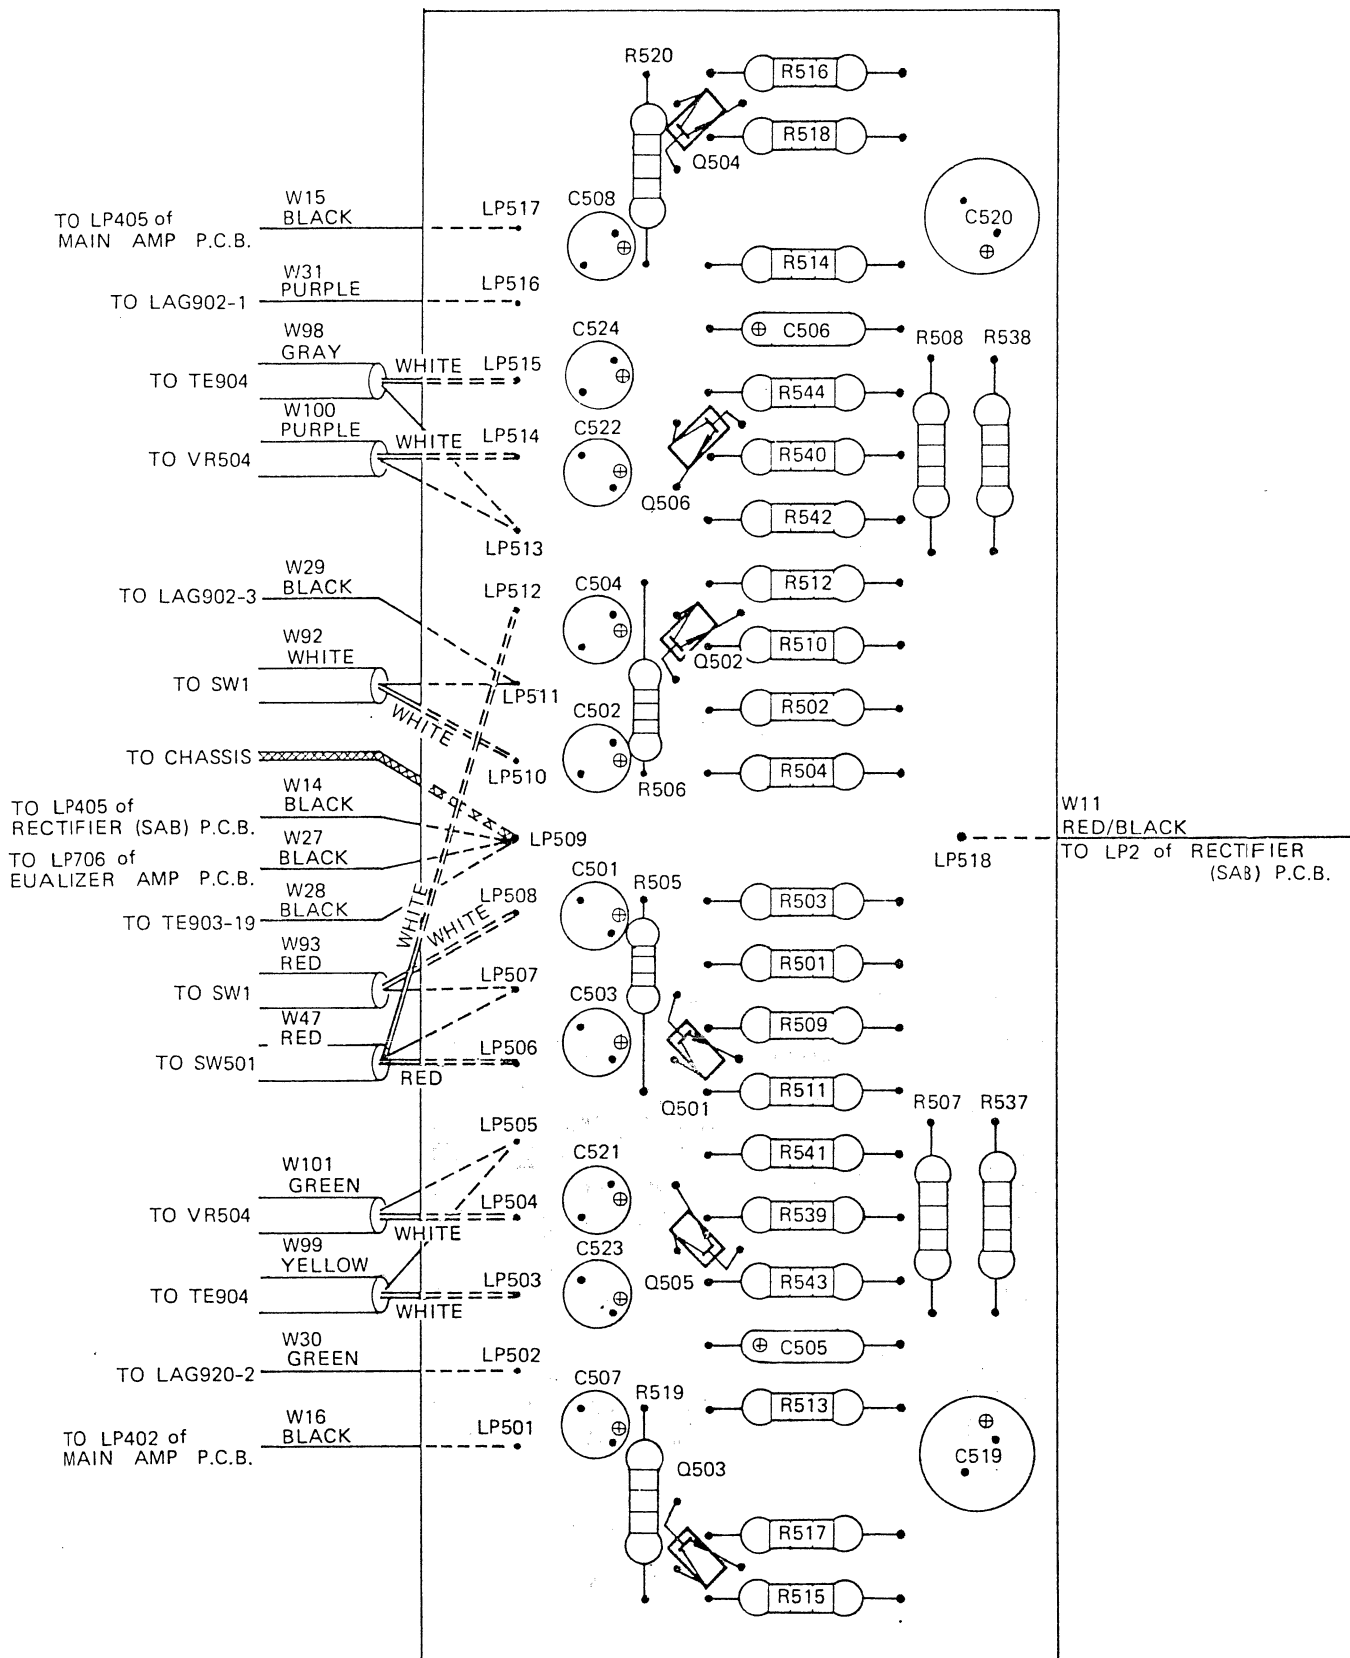 R520
R516
R518
Q504
W15
BLACK
LP517
C508
TO LP405 of
MAIN AMP P.C.B.
C520
W31
PURPLE
LP516
TO LAG902-1
R514
C506
W98
GRAY
WHITE
LP515
C524
TO TE904
R508
R538
R544
W100
PURPLE
WHITE
LP514
C522
TO VR504
R540
Q506
R542
LP513
W29
BLACK
LP512
C504
TO LAG902-3
R512
W92
WHITE
R510
Q502
TO SW1
LP511
WHITE
C502
R502
TO CHASSIS
LP510
R506
R504
W14
BLACK
TO LP405 of
RECTIFIER (SAB) P.C.B.
W27
BLACK
LP509
LP518
W11
RED/BLACK
TO LP2 of RECTIFIER
(SAB) P.C.B.
TO LP706 of
EUALIZER AMP P.C.B.
W28
BLACK
LP508
C501
R505
R503
TO TE903-19
WHITE
WHITE
W93
RED
LP507
R501
TO SW1
C503
W47
RED
LP506
R509
TO SW501
RED
Q501
R511
R507
R537
LP505
C521
R541
W101
GREEN
LP504
TO VR504
WHITE
R539
W99
YELLOW
C523
LP503
Q505
R543
TO TE904
WHITE
W30
GREEN
LP502
C505
TO LAG920-2
C507
R519
R513
W16
BLACK
LP501
TO LP402 of
MAIN AMP P.C.B.
C519
Q503
R517
R515